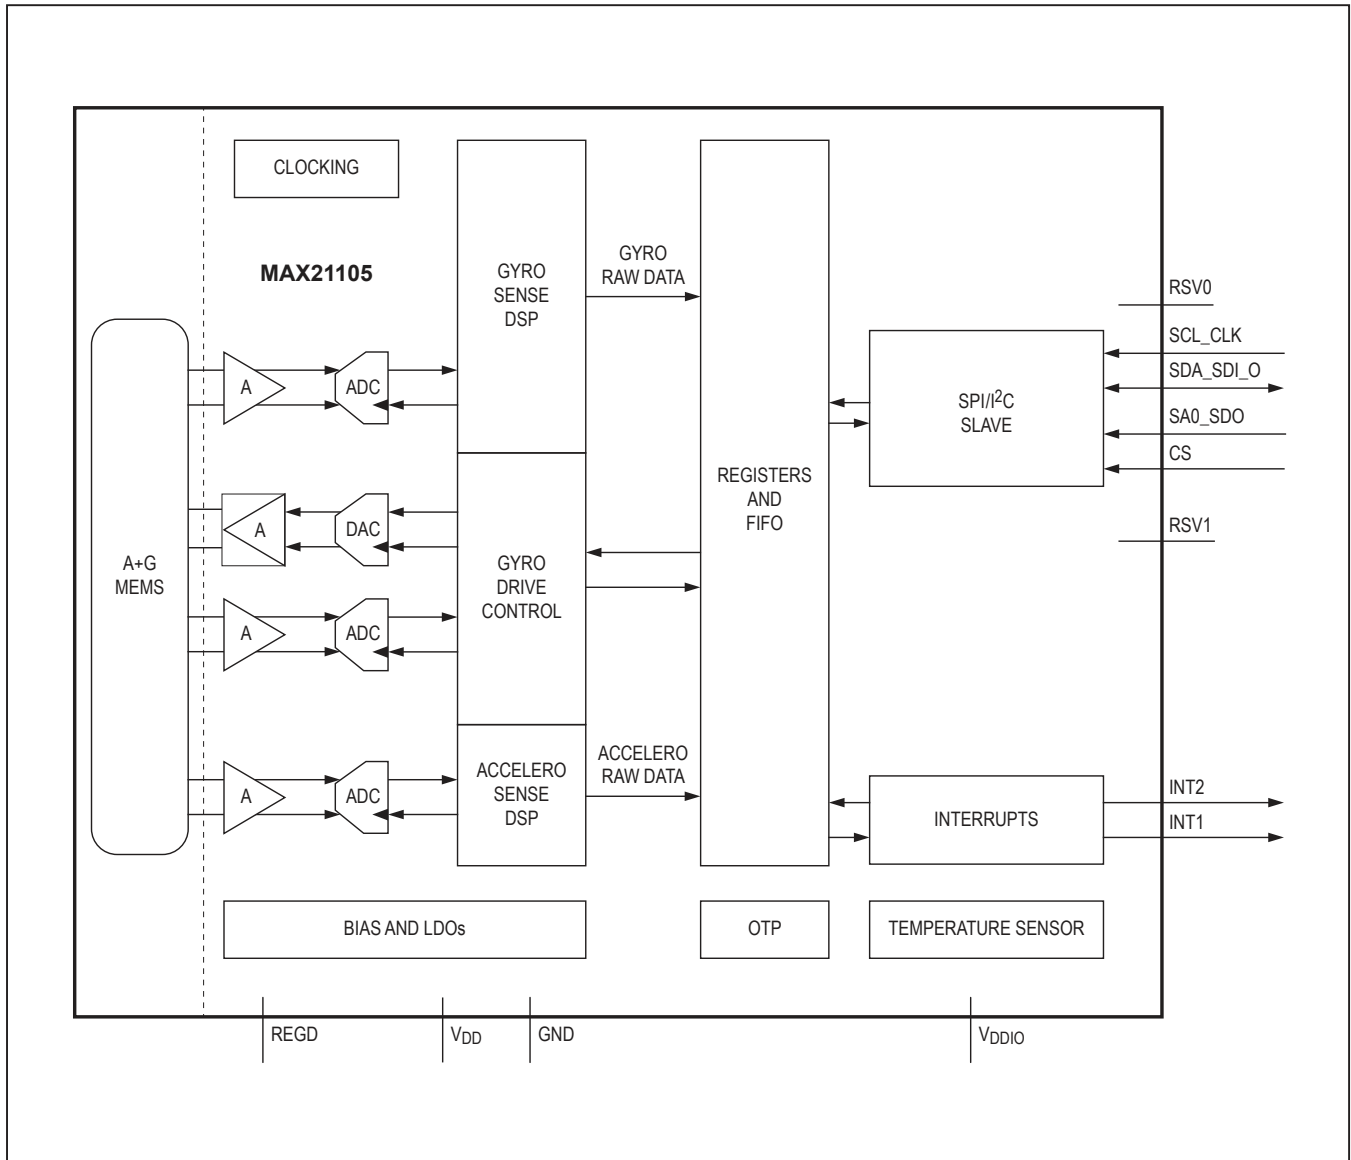 CLOCKING
MAX21105
GYRO
SENSE
DSP
GYRO
RAW DATA
RSV0
SCL_CLK
SDA_SDI_O
SA0_SDO
CS
RSV1
SPI/I²C
SLAVE
A
ADC
A
DAC
A
ADC
A
ADC
A+G
MEMS
GYRO
DRIVE
CONTROL
REGISTERS
AND
FIFO
ACCELERO
SENSE
DSP
ACCELERO
RAW DATA
INTERRUPTS
INT2
INT1
BIAS AND LDOs
OTP
TEMPERATURE SENSOR
REGD
VDD
GND
VDDIO